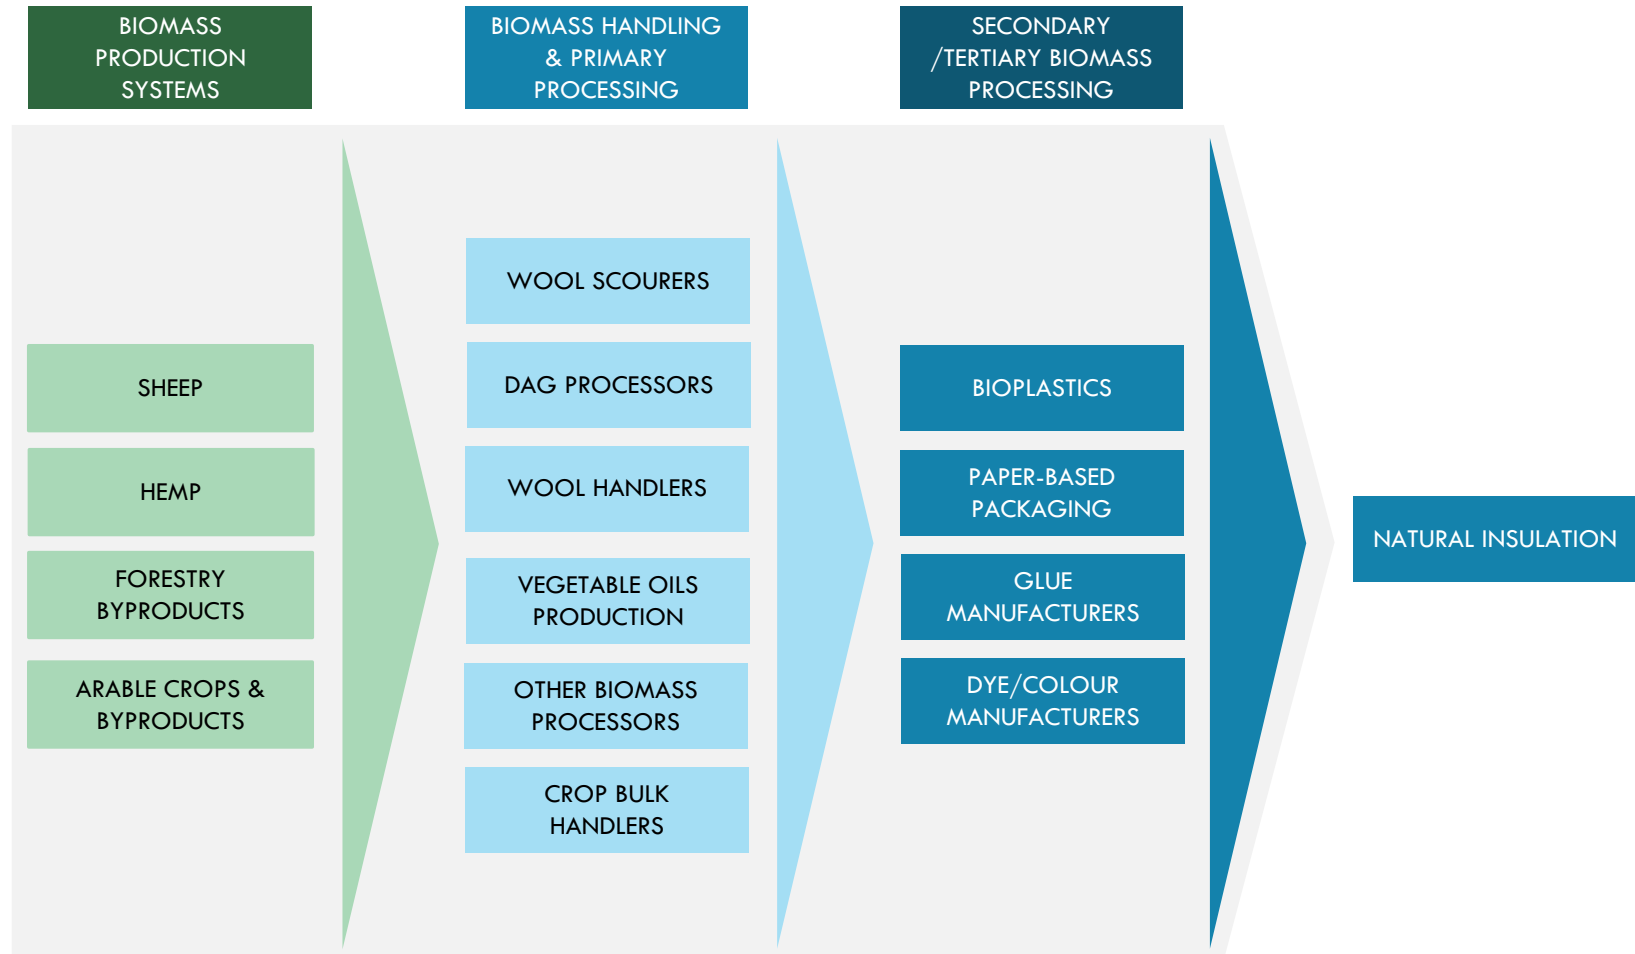 BIOMASS
PRODUCTION
SYSTEMS
BIOMASS HANDLING
& PRIMARY
PROCESSING
SECONDARY
/TERTIARY BIOMASS
PROCESSING
SHEEP
HEMP
FORESTRY
BYPRODUCTS
ARABLE CROPS &
BYPRODUCTS
WOOL SCOURERS
DAG PROCESSORS
WOOL HANDLERS
VEGETABLE OILS
PRODUCTION
OTHER BIOMASS
PROCESSORS
CROP BULK
HANDLERS
BIOPLASTICS
PAPER-BASED
PACKAGING
GLUE
MANUFACTURERS
DYE/COLOUR
MANUFACTURERS
NATURAL INSULATION